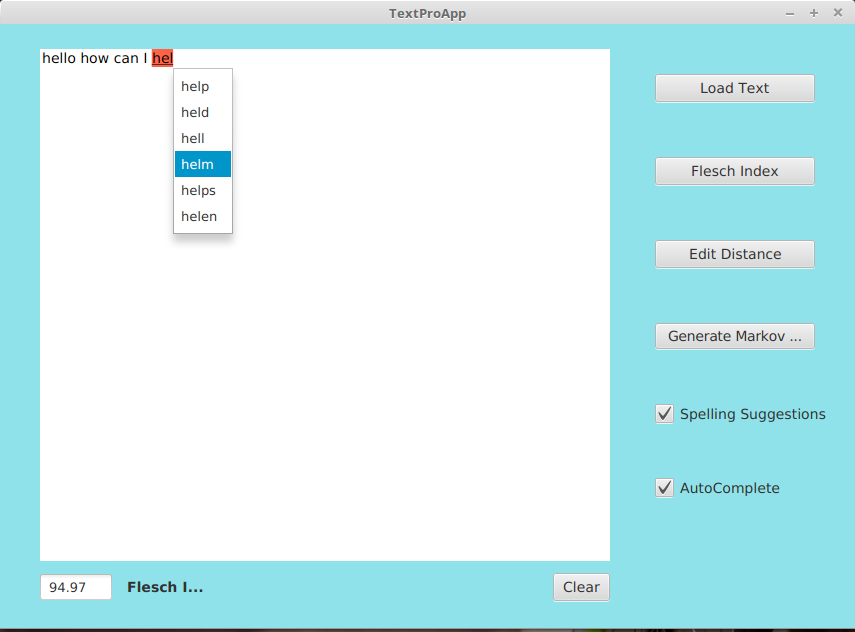 TextProApp
hello how can I hel
help
held
hell
helm
helps
helen
Load Text
Flesch Index
Edit Distance
Generate Markov ...
Spelling Suggestions
AutoComplete
94.97
Flesch I...
Clear